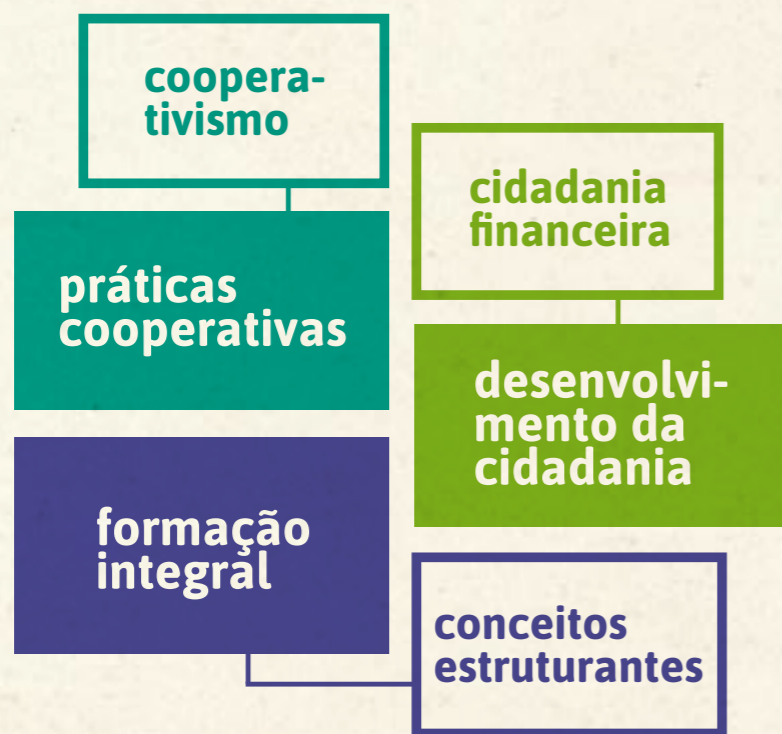 coopera-
tivismo
práticas
cooperativas
cidadania
financeira
desenvolvi-
mento da
cidadania
formação
integral
conceitos
estruturantes